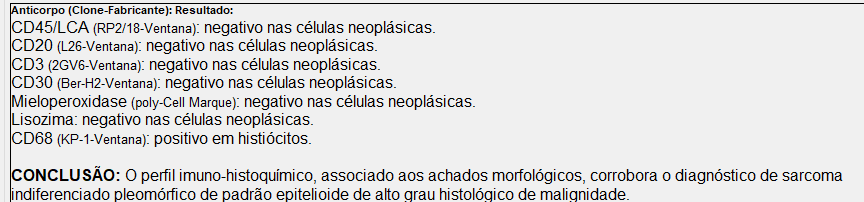 Anticorpo (Clone-Fabricante): Resultado:
CD45/LCA (RP2/18-Ventana): negativo nas células neoplásicas.
CD20 (L26-Ventana): negativo nas células neoplásicas.
CD3 (2GV6-Ventana): negativo nas células neoplásicas.
CD30 (Ber-H2-Ventana): negativo nas células neoplásicas.
Mieloperoxidase (poly-Cell Marque): negativo nas células neoplásicas.
Lisozima: negativo nas células neoplásicas.
CD68 (KP-1-Ventana): positivo em histiócitos.
CONCLUSÃO: O perfil imuno-histoquímico, associado aos achados morfológicos, corrobora o diagnóstico de sarcoma
indiferenciado pleomórfico de padrão epitelioide de alto grau histológico de malignidade.